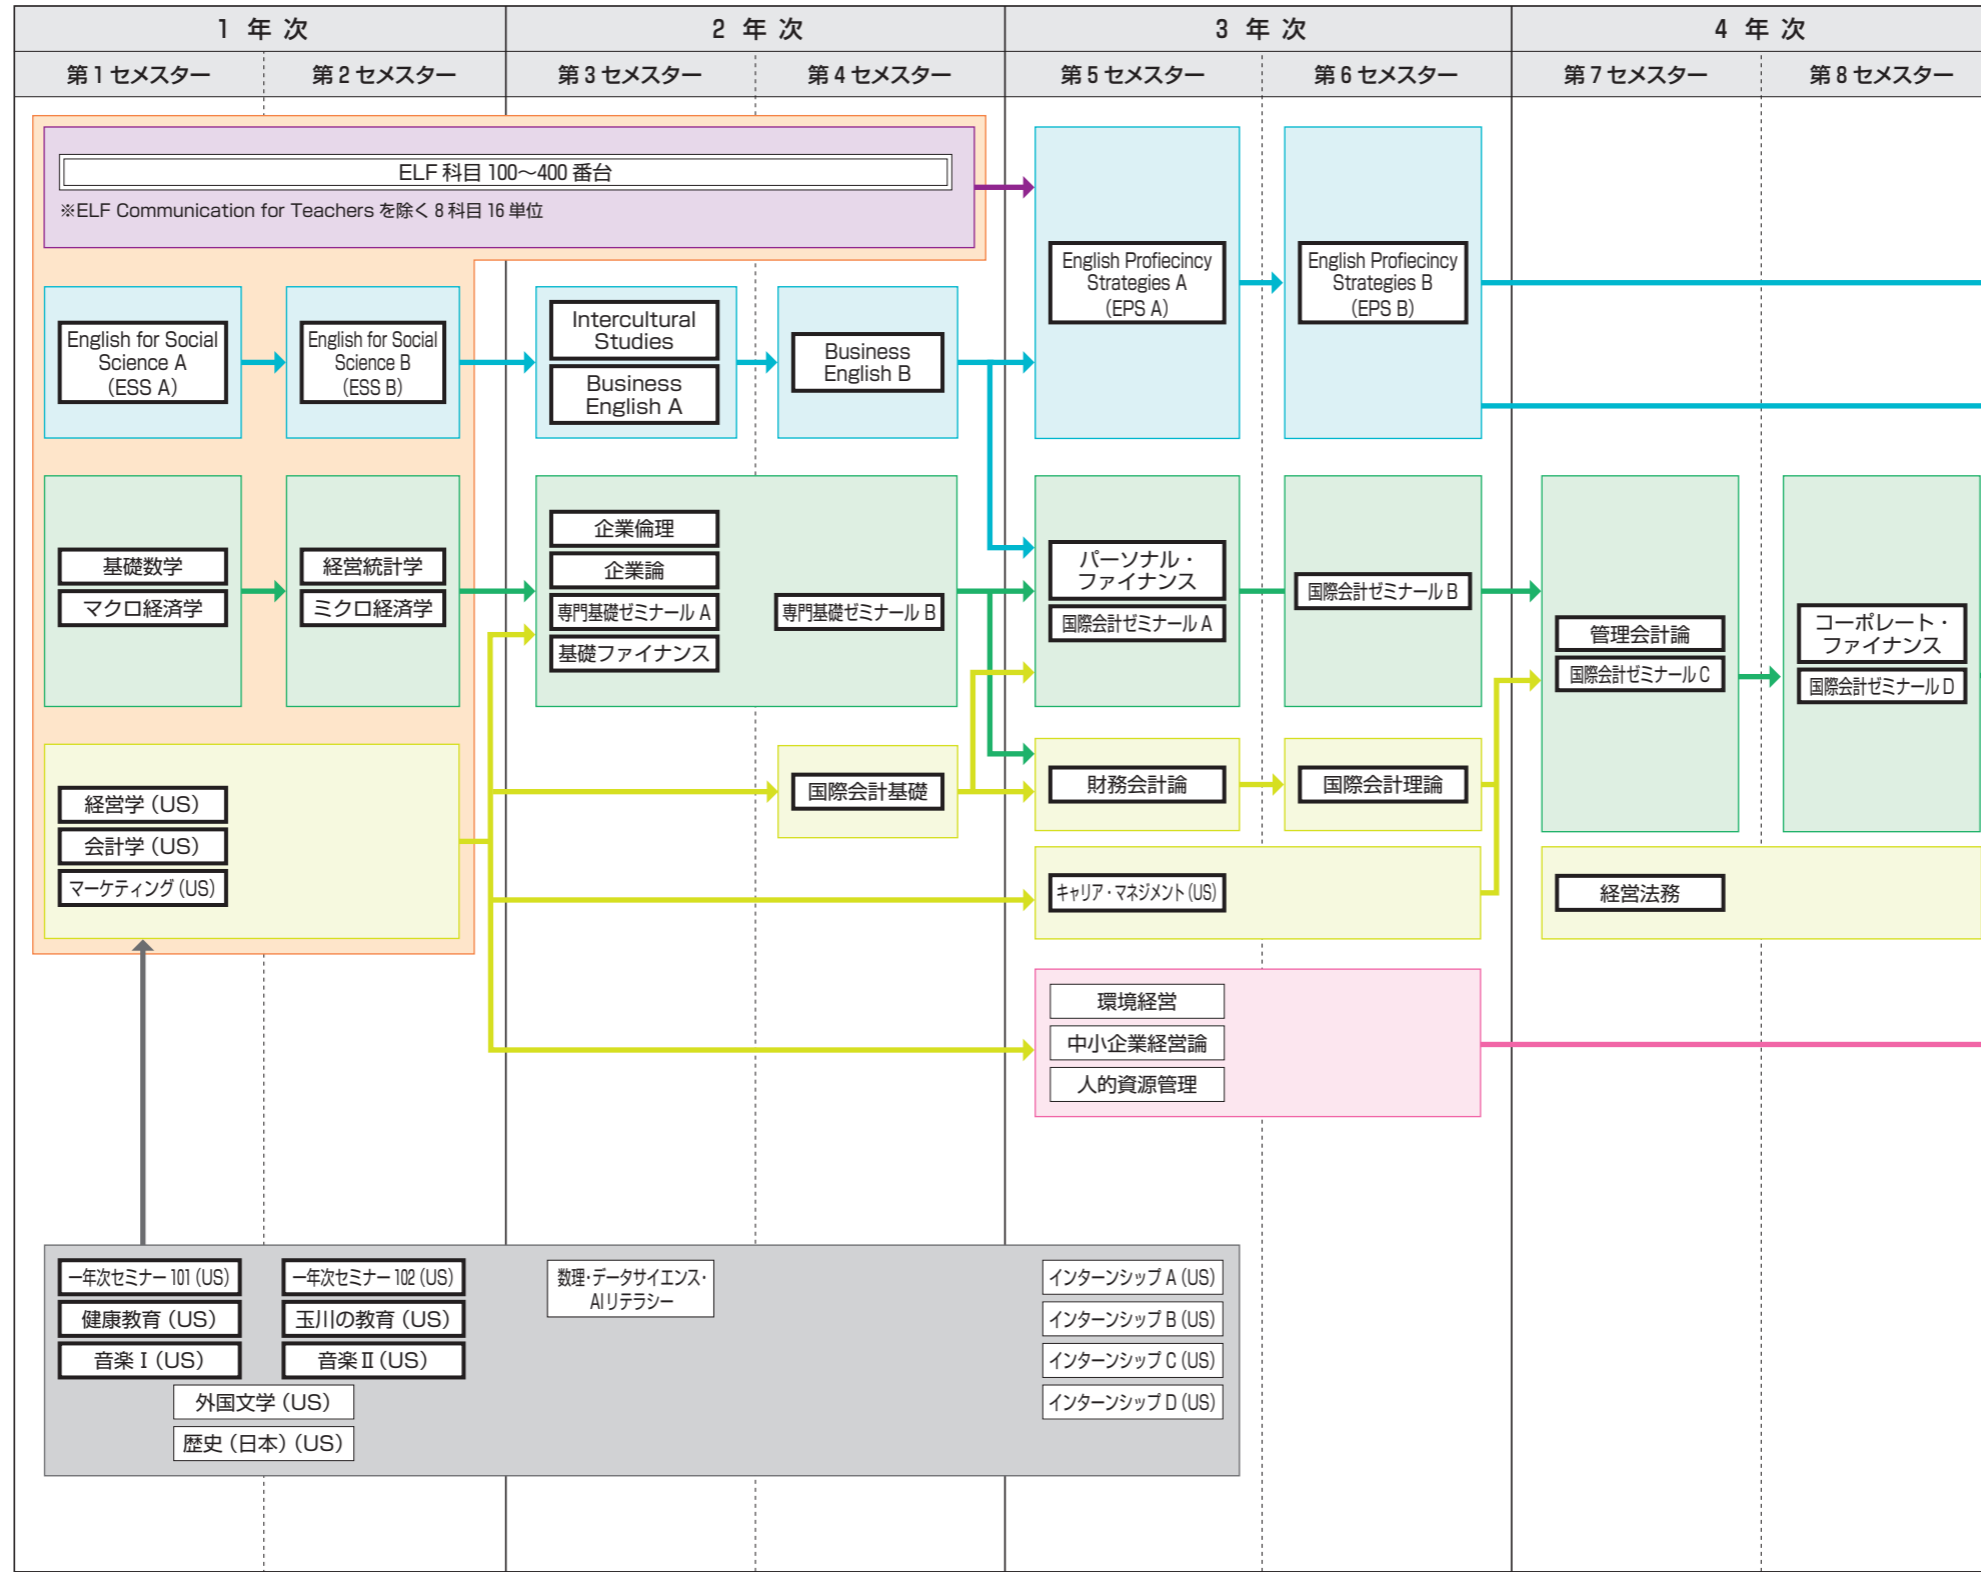 1 年 次
2 年 次
3 年 次
4 年 次
第1セメスター
第2セメスター
第3セメスター
第4セメスター
第5セメスター
第6セメスター
第7セメスター
第8セメスター
ELF 科目 100〜400 番台
※ELF Communication for Teachers を除く 8 科目 16 単位
English for Social
Science A
(ESS A)
English for Social
Science B
(ESS B)
Intercultural
Studies
Business
English A
Business
English B
English Profiecincy
Strategies A
(EPS A)
English Profiecincy
Strategies B
(EPS B)
基礎数学
マクロ経済学
経営統計学
ミクロ経済学
企業倫理
企業論
専門基礎ゼミナール A
基礎ファイナンス
専門基礎ゼミナール B
パーソナル・
ファイナンス
国際会計ゼミナール A
国際会計ゼミナール B
管理会計論
国際会計ゼミナール C
コーポレート・
ファイナンス
国際会計ゼミナール D
経営学 (US)
会計学 (US)
マーケティング (US)
国際会計基礎
財務会計論
国際会計理論
キャリア・マネジメント (US)
経営法務
環境経営
中小企業経営論
人的資源管理
一年次セミナー 101 (US)
健康教育 (US)
音楽 Ⅰ (US)
一年次セミナー 102 (US)
玉川の教育 (US)
音楽 Ⅱ (US)
外国文学 (US)
歴史 (日本) (US)
数理・データサイエンス・
AIリテラシー
インターンシップ A (US)
インターンシップ B (US)
インターンシップ C (US)
インターンシップ D (US)